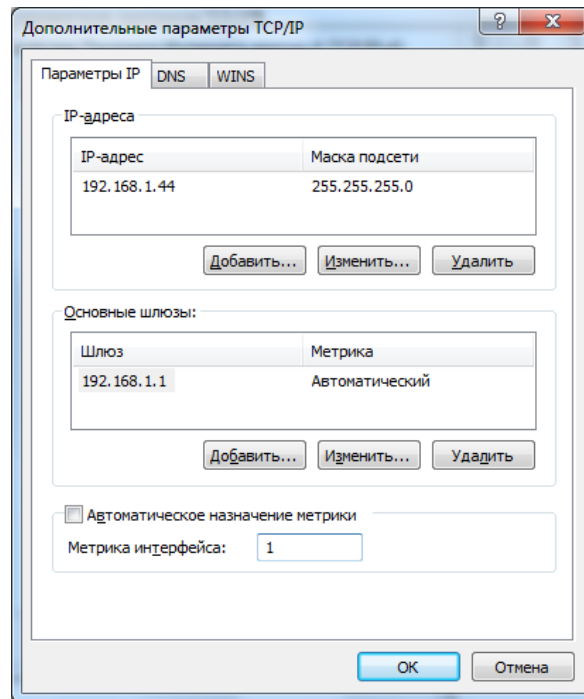 Дополнительные параметры TCP/IP
Параметры IP DNS WINS
IP-адреса
IP-адрес Маска подсети
192.168.1.44 255.255.255.0
Добавить... Изменить... Удалить
Основные шлюзы:
Шлюз Метрика
192.168.1.1 Автоматический
Добавить... Изменить... Удалить
Автоматическое назначение метрики
Метрика интерфейса: 1
OK Отмена